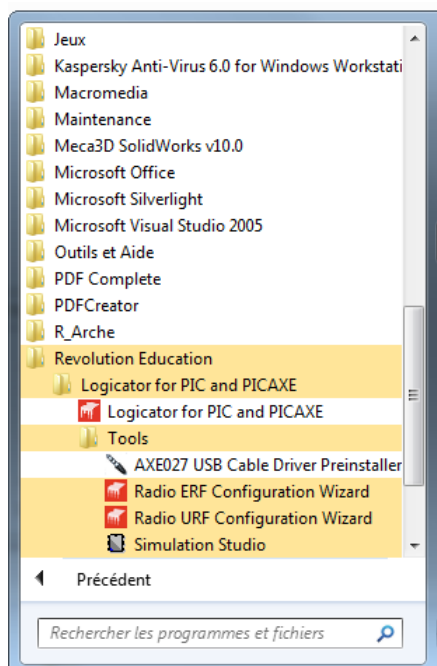 Jeux
Kaspersky Anti-Virus 6.0 for Windows Workstati
Macromedia
Maintenance
Meca3D SolidWorks v10.0
Microsoft Office
Microsoft Silverlight
Microsoft Visual Studio 2005
Outils et Aide
PDF Complete
PDFCreator
R_Arche
Revolution Education
Logicator for PIC and PICAXE
Logicator for PIC and PICAXE
Tools
AXE027 USB Cable Driver Preinstaller
Radio ERF Configuration Wizard
Radio URF Configuration Wizard
Simulation Studio
Précédent
Rechercher les programmes et fichiers